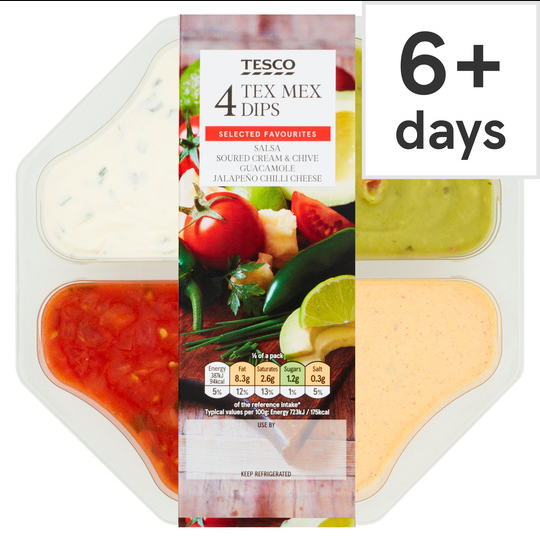 TESCO
4 TEX MEX
DIPS
SELECTED FAVOURITES
SALSA
SOURED CREAM & CHIVE
GUACAMOLE
JALAPEÑO CHILLI CHEESE
6+
days
⅛ of a pack
Energy Fat Saturates Sugars Salt
387kJ
94kcal 8.3g 2.6g 1.2g 0.3g
5% 12% 13% 1% 5%
of the reference intake*
Typical values per 100g: Energy 723kJ / 175kcal
USE BY
KEEP REFRIGERATED